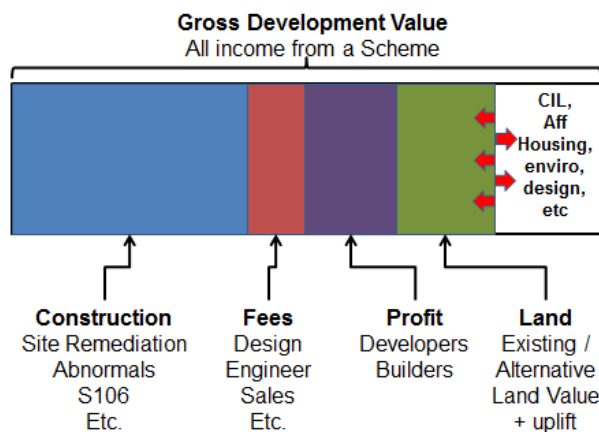 Gross Development Value
All income from a Scheme
CIL,
Aff
Housing,
enviro,
design,
etc
Construction
Site Remediation
Abnormals
S106
Etc.
Fees
Design
Engineer
Sales
Etc.
Profit
Developers
Builders
Land
Existing /
Alternative
Land Value
+ uplift